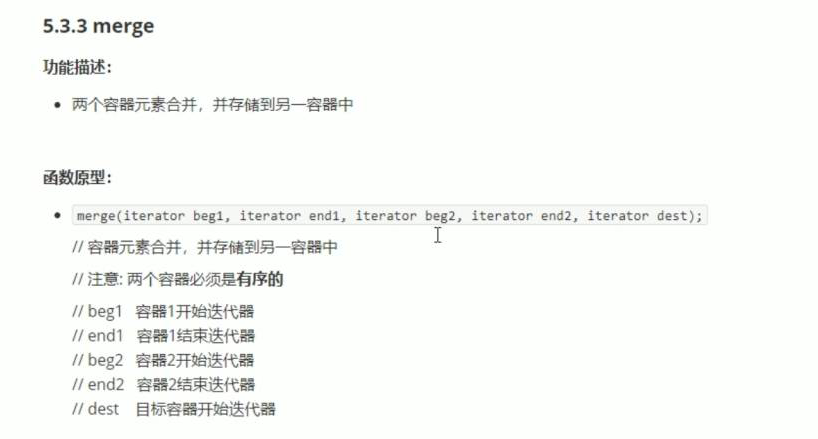 5.3.3 merge
功能描述：
两个容器元素合并，并存储到另一容器中
函数原型：
merge(iterator beg1, iterator end1, iterator beg2, iterator end2, iterator dest);
// 容器元素合并，并存储到另一容器中
// 注意: 两个容器必须是有序的
// beg1 容器1开始迭代器
// end1 容器1结束迭代器
// beg2 容器2开始迭代器
// end2 容器2结束迭代器
// dest 目标容器开始迭代器